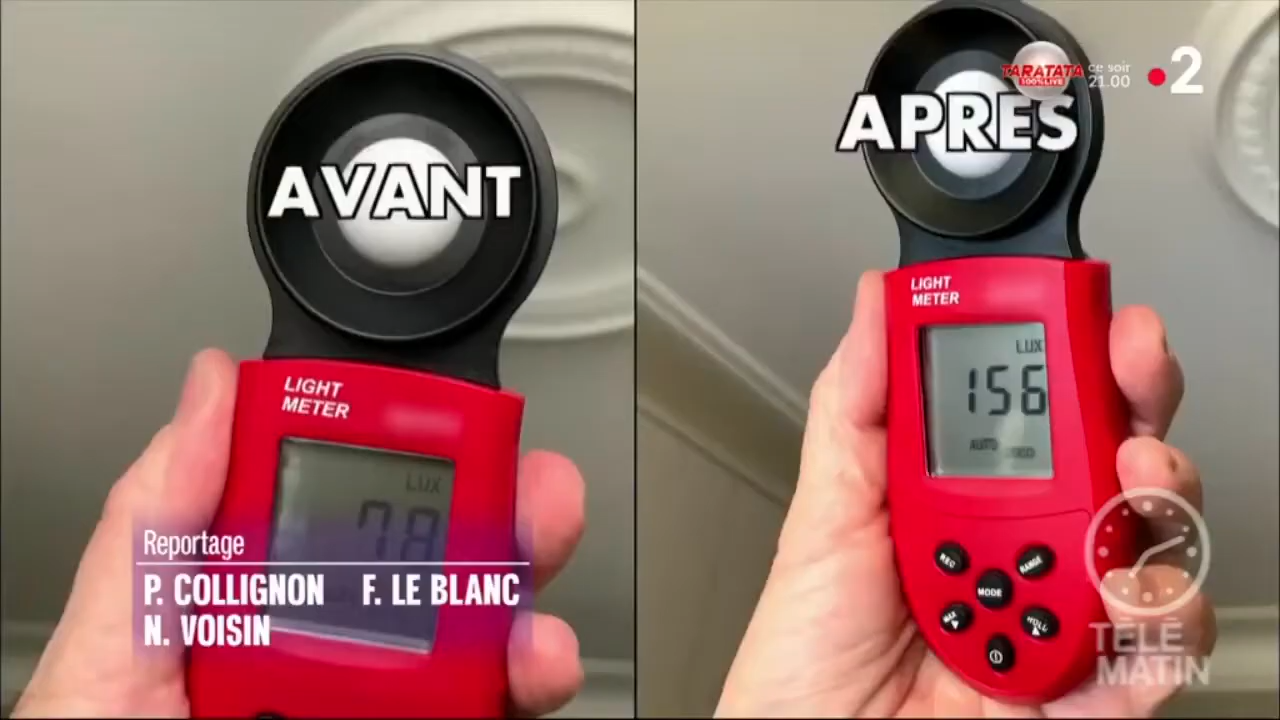 AVANT
LIGHT
METER
LUX
78
Reportage
P. COLLIGNON F. LE BLANC
N. VOISIN
APRÈS
TARATATA
100% LIVE
ce soir
21.00
2
LIGHT
METER
LUX
156
AUTO
REC
RANGE
MODE
MAX
HOLD
TÉLÉ
MATIN